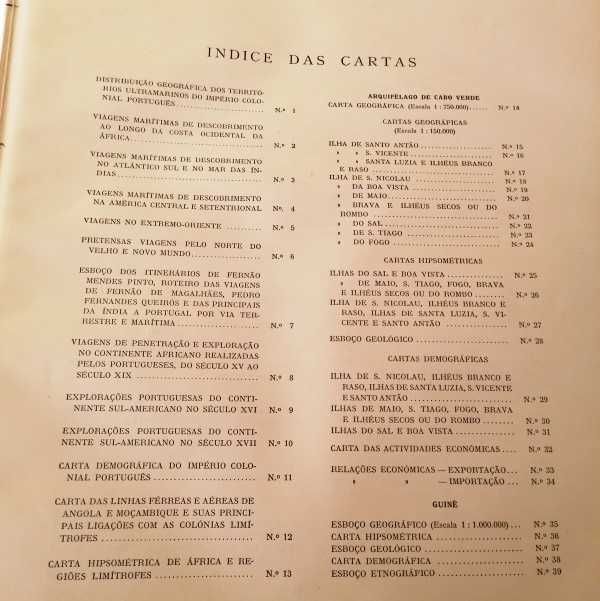 INDICE DAS CARTAS
DISTRIBUIÇÃO GEOGRÁFICA DOS TERRITÓ-
RIOS ULTRAMARINOS DO IMPÉRIO COLO-
NIAL PORTUGUÊS ..................... N.º 1
VIAGENS MARÍTIMAS DE DESCOBRIMENTO
AO LONGO DA COSTA OCIDENTAL DA
ÁFRICA ..................... N.º 2
VIAGENS MARÍTIMAS DE DESCOBRIMENTO
NO ATLÂNTICO SUL E NO MAR DAS ÍN-
DIAS ..................... N.º 3
VIAGENS MARÍTIMAS DE DESCOBRIMENTO
NA AMÉRICA CENTRAL E SETENTRIONAL Nº. 4
VIAGENS NO EXTREMO-ORIENTE .......... N.º 5
PRETENSAS VIAGENS PELO NORTE DO
VELHO E NOVO MUNDO ................. N.º 6
ESBOÇO DOS ITINERÁRIOS DE FERNÃO
MENDES PINTO, ROTEIRO DAS VIAGENS
DE FERNÃO DE MAGALHÃES, PEDRO
FERNANDES QUEIRÓS E DAS PRINCIPAIS
DA ÍNDIA A PORTUGAL POR VIA TER-
RESTRE E MARÍTIMA ..................... N.º 7
VIAGENS DE PENETRAÇÃO E EXPLORAÇÃO
NO CONTINENTE AFRICANO REALIZADAS
PELOS PORTUGUESES, DO SÉCULO XV AO
SÉCULO XIX ..................... N.º 8
EXPLORAÇÕES PORTUGUESAS DO CONTI-
NENTE SUL-AMERICANO NO SÉCULO XVI N.º 9
EXPLORAÇÕES PORTUGUESAS DO CONTI-
NENTE SUL-AMERICANO NO SÉCULO XVII N.º 10
CARTA DEMOGRÁFICA DO IMPÉRIO COLO-
NIAL PORTUGUÊS ..................... N.º 11
CARTA DAS LINHAS FÉRREAS E AÉREAS DE
ANGOLA E MOÇAMBIQUE E SUAS PRINCI-
PAIS LIGAÇÕES COM AS COLÓNIAS LIMÍ-
TROFES ..................... N.º 12
CARTA HIPSOMÉTRICA DE ÁFRICA E RE-
GIÕES LIMÍTROFES ..................... N.º 13
ARQUIPÉLAGO DE CABO VERDE
CARTA GEOGRÁFICA (Escala 1 : 750.000) ...... N.º 14
CARTAS GEOGRÁFICAS
(Escala 1 : 150.000)
ILHA DE SANTO ANTÃO ..................... N.º 15
» » S. VICENTE ..................... N.º 16
» » SANTA LUZIA E ILHÉUS BRANCO
E RASO ..................... N.º 17
ILHA DE S. NICOLAU ..................... N.º 18
» DA BOA VISTA ..................... N.º 19
» DE MAIO ..................... N.º 20
» BRAVA E ILHÉUS SECOS OU DO
ROMBO ..................... N.º 21
» DO SAL ..................... N.º 22
» DE S. TIAGO ..................... N.º 23
» DO FOGO ..................... N.º 24
CARTAS HIPSOMÉTRICAS
ILHAS DO SAL E BOA VISTA .............. N.º 25
» DE MAIO, S. TIAGO, FOGO, BRAVA
E ILHÉUS SECOS OU DO ROMBO ........ N.º 26
ILHA DE S. NICOLAU, ILHÉUS BRANCO E
RASO, ILHAS DE SANTA LUZIA, S. VI-
CENTE E SANTO ANTÃO .............. N.º 27
ESBOÇO GEOLÓGICO ..................... N.º 28
CARTAS DEMOGRÁFICAS
ILHA DE S. NICOLAU, ILHÉUS BRANCO E
RASO, ILHAS DE SANTA LUZIA, S. VICENTE
E SANTO ANTÃO ..................... N.º 29
ILHAS DE MAIO, S. TIAGO, FOGO, BRAVA
E ILHÉUS SECOS OU DO ROMBO ........ N.º 30
ILHAS DO SAL E BOA VISTA .............. N.º 31
CARTA DAS ACTIVIDADES ECONÓMICAS .... N.º 32
RELAÇÕES ECONÓMICAS — EXPORTAÇÃO ... N.º 33
» » — IMPORTAÇÃO ... N.º 34
GUINÉ
ESBOÇO GEOGRÁFICO (Escala 1 : 1.000.000) ... N.º 35
CARTA HIPSOMÉTRICA ..................... N.º 36
ESBOÇO GEOLÓGICO ..................... N.º 37
CARTA DEMOGRÁFICA ..................... N.º 38
ESBOÇO ETNOGRÁFICO ..................... N.º 39